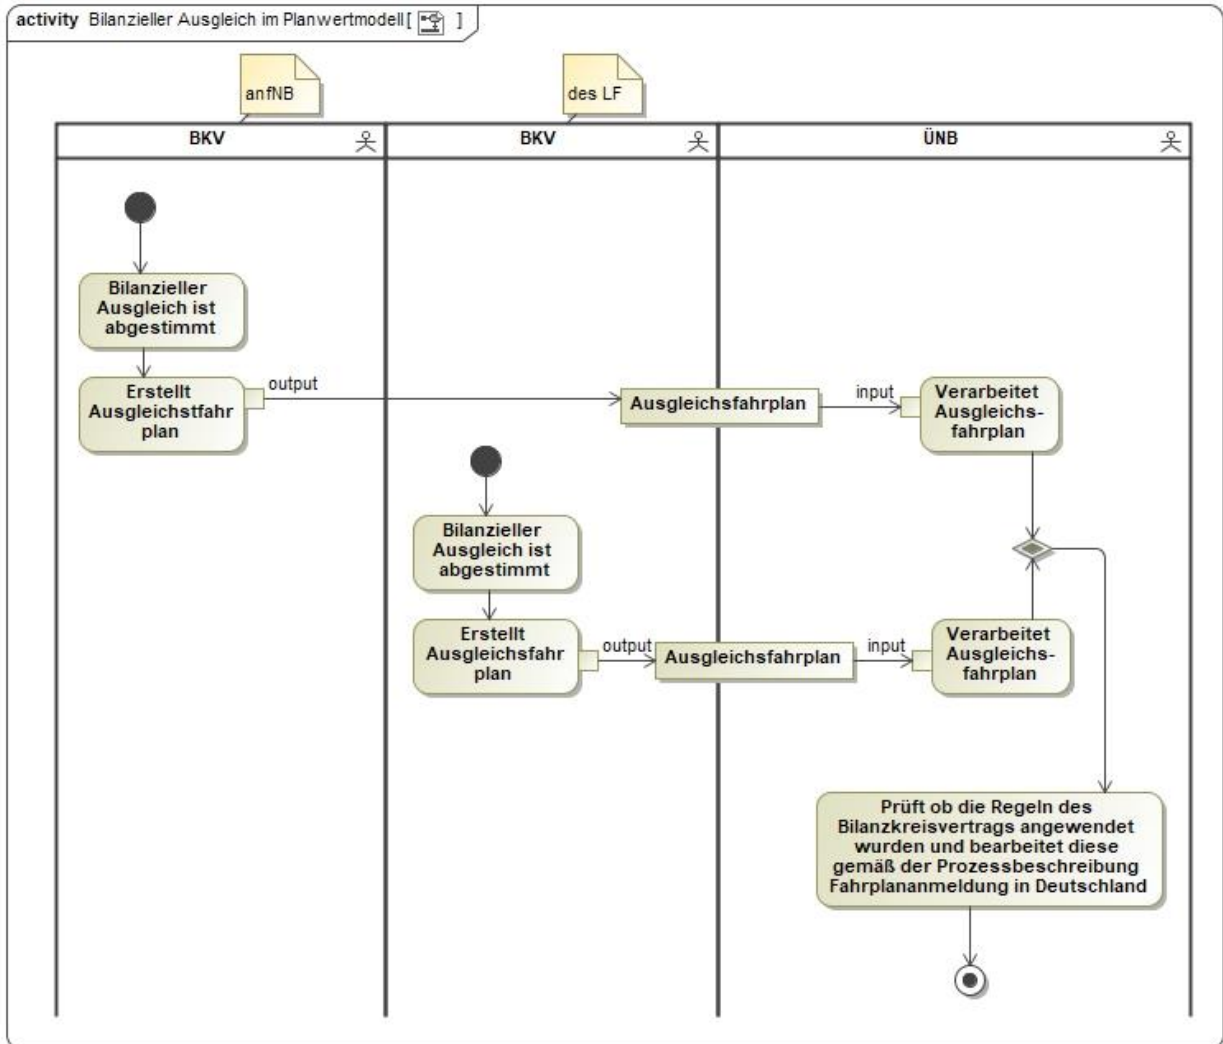 activity Bilanzieller Ausgleich im Planwertmodell [ ]
anfNB
des LF
BKV
BKV
ÜNB
Bilanzieller
Ausgleich ist
abgestimmt
Erstellt
Ausgleichstfahr
plan
output
Ausgleichsfahrplan
input
Verarbeitet
Ausgleichs-
fahrplan
Bilanzieller
Ausgleich ist
abgestimmt
Erstellt
Ausgleichsfahr
plan
output
Ausgleichsfahrplan
input
Verarbeitet
Ausgleichs-
fahrplan
Prüft ob die Regeln des
Bilanzkreisvertrags angewendet
wurden und bearbeitet diese
gemäß der Prozessbeschreibung
Fahrplananmeldung in Deutschland